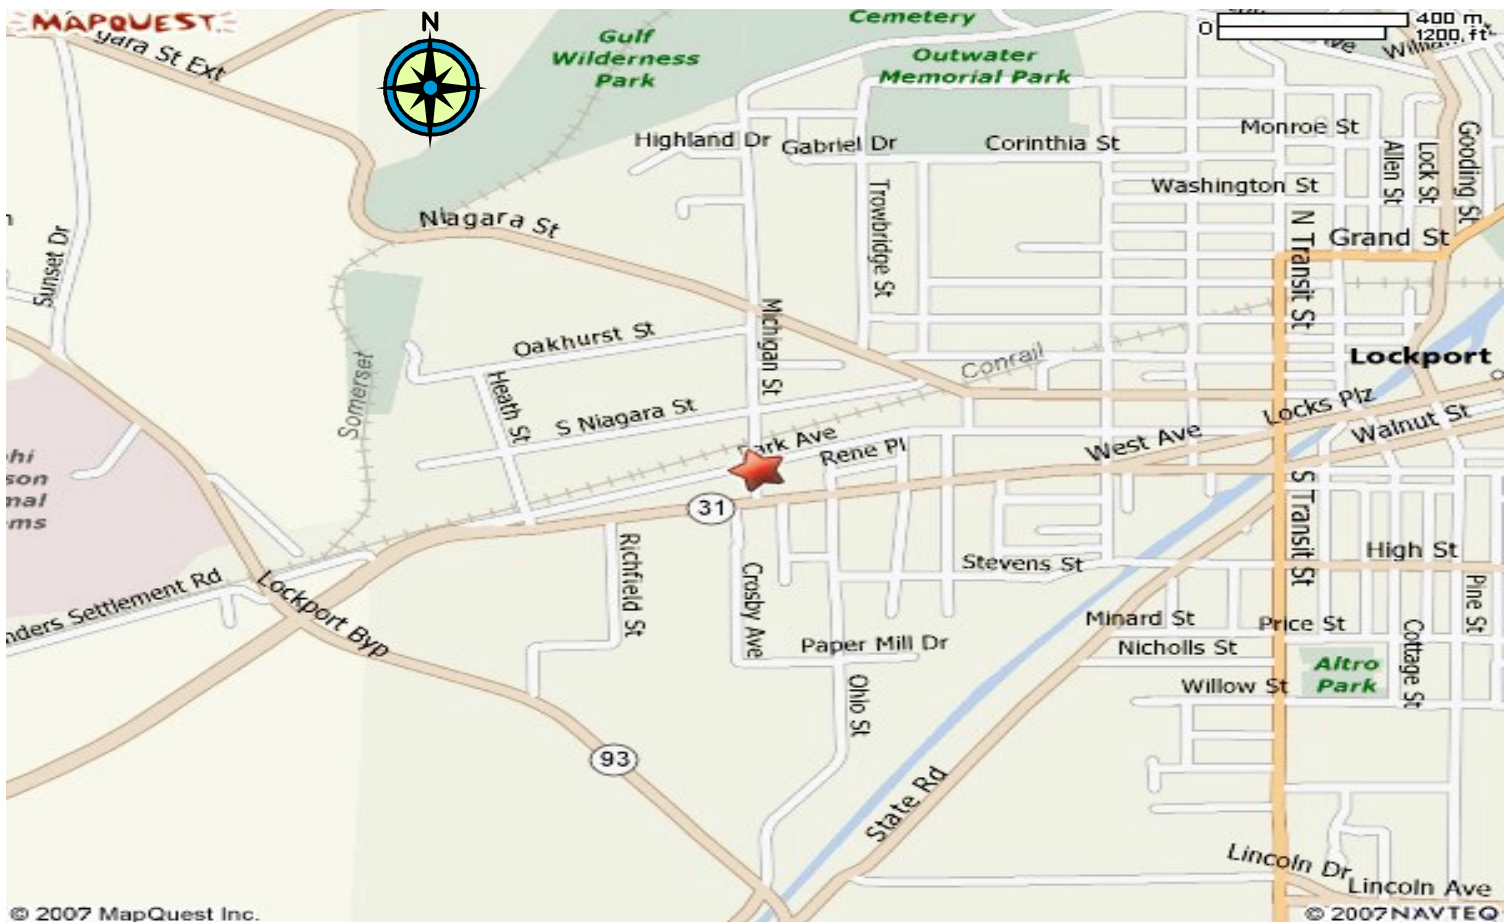 MAPQUEST
N
Cemetery
0
400 m
1200 ft
Gulf
Wilderness
Park
Outwater
Memorial Park
St Ext
Highland Dr
Gabriel Dr
Corinthia St
Monroe St
Allen St
Lock St
Gooding St
Washington St
Trowbridge St
Niagara St
Sunset Dr
N Transit St
Grand St
Michigan St
Oakhurst St
Somerset
Heath St
Conrail
Lockport
S Niagara St
Locks Plz
Park Ave
Rene Pl
West Ave
Walnut St
31
S Transit St
Richfield St
Crosby Ave
Stevens St
High St
nders Settlement Rd
Lockport Byp
Pine St
Minard St
Price St
Cottage St
Paper Mill Dr
Nicholls St
Altro
Park
Willow St
Ohio St
93
State Rd
Lincoln Dr
Lincoln Ave
© 2007 MapQuest Inc.
© 2007 NAVTEQ